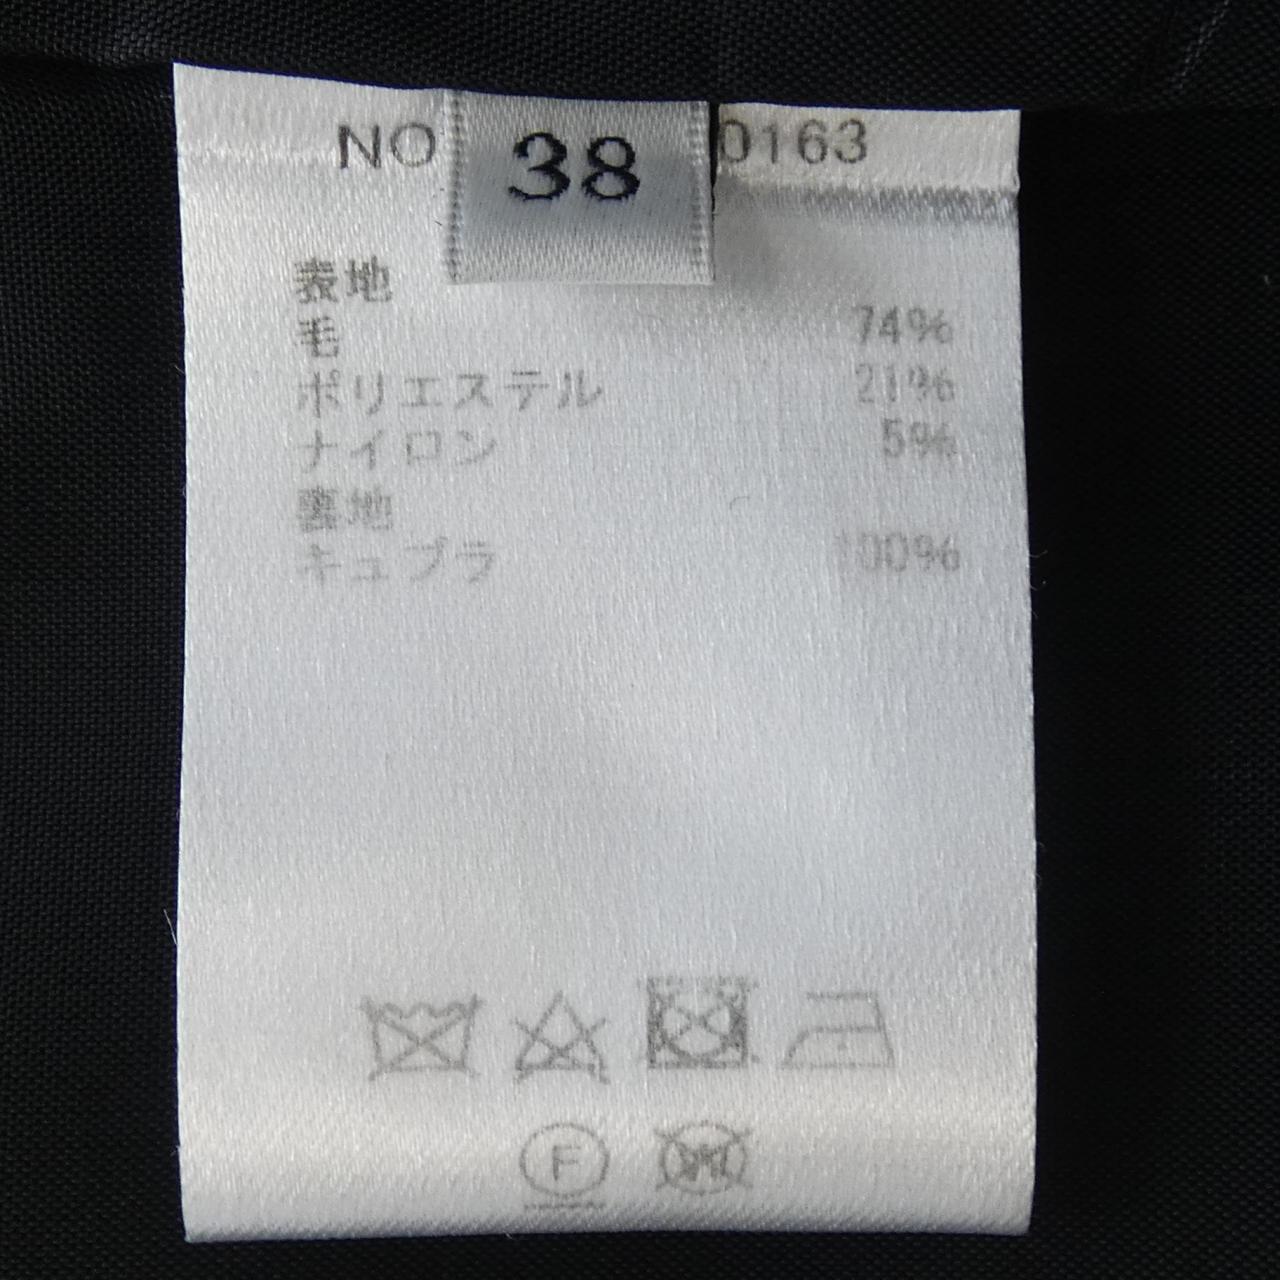 NO 38 0163
表地
毛 74%
ポリエステル 21%
ナイロン 5%
裏地
キュプラ 100%
F
W